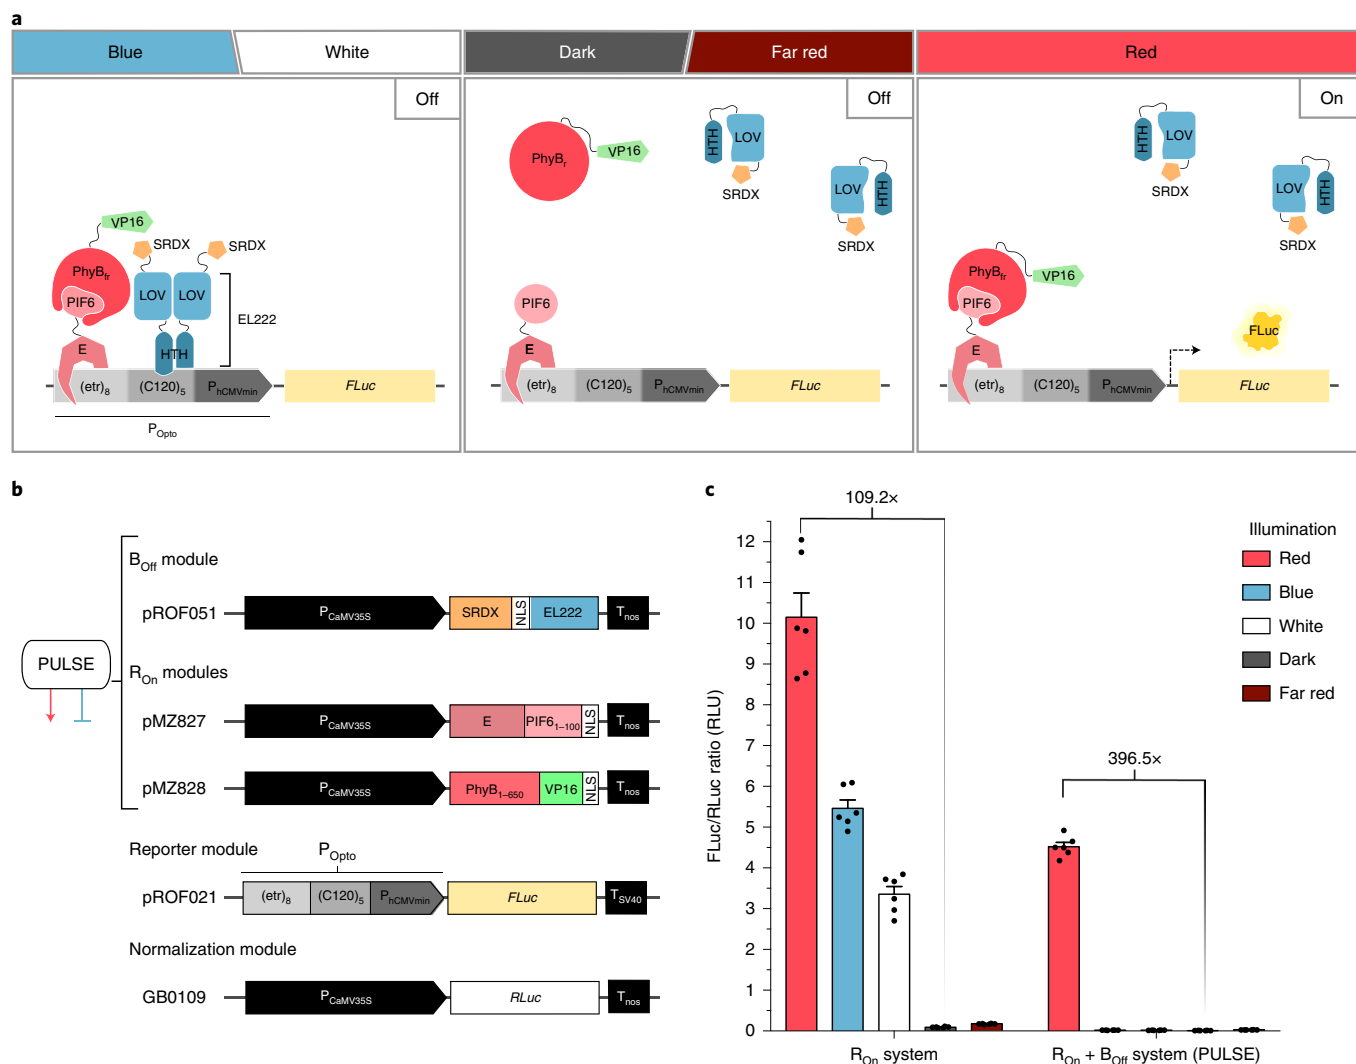 a
Blue
White
Dark
Far red
Red
Off
VP16
SRDX
SRDX
PhyBfr
PIF6
LOV
LOV
EL222
E
HTH
(etr)8
(C120)5
PhCMVmin
FLuc
POpto
Off
PhyBr
VP16
HTH
LOV
SRDX
LOV
HTH
SRDX
PIF6
E
(etr)8
(C120)5
PhCMVmin
FLuc
On
HTH
LOV
SRDX
LOV
HTH
SRDX
PhyBfr
VP16
PIF6
FLuc
E
(etr)8
(C120)5
PhCMVmin
FLuc
b
PULSE
BOff module
pROF051
PCaMV35S
SRDX
NLS
EL222
Tnos
ROn modules
pMZ827
PCaMV35S
E
PIF61–100
NLS
Tnos
pMZ828
PCaMV35S
PhyB1–650
VP16
NLS
Tnos
Reporter module
POpto
pROF021
(etr)8
(C120)5
PhCMVmin
FLuc
TSV40
Normalization module
GB0109
PCaMV35S
RLuc
Tnos
c
109.2×
396.5×
Illumination
Red
Blue
White
Dark
Far red
FLuc/RLuc ratio (RLU)
12
11
10
9
8
7
6
5
4
3
2
1
0
ROn system
ROn + BOff system (PULSE)